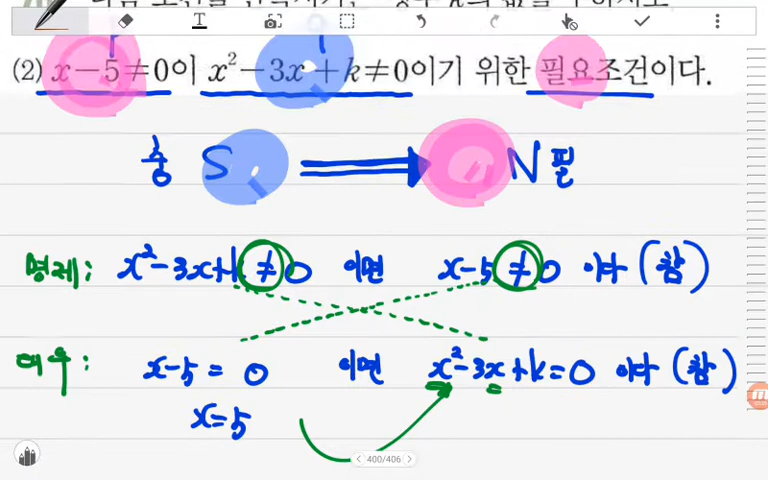 (2) x-5≠0이 x²-3x+k≠0이기 위한 필요조건이다.
충 S ⟹ N 필
명제: x²-3x+k≠0 이면 x-5≠0 이다 (참)
대우: x-5=0 이면 x²-3x+k=0 이다 (참)
x=5
400/406